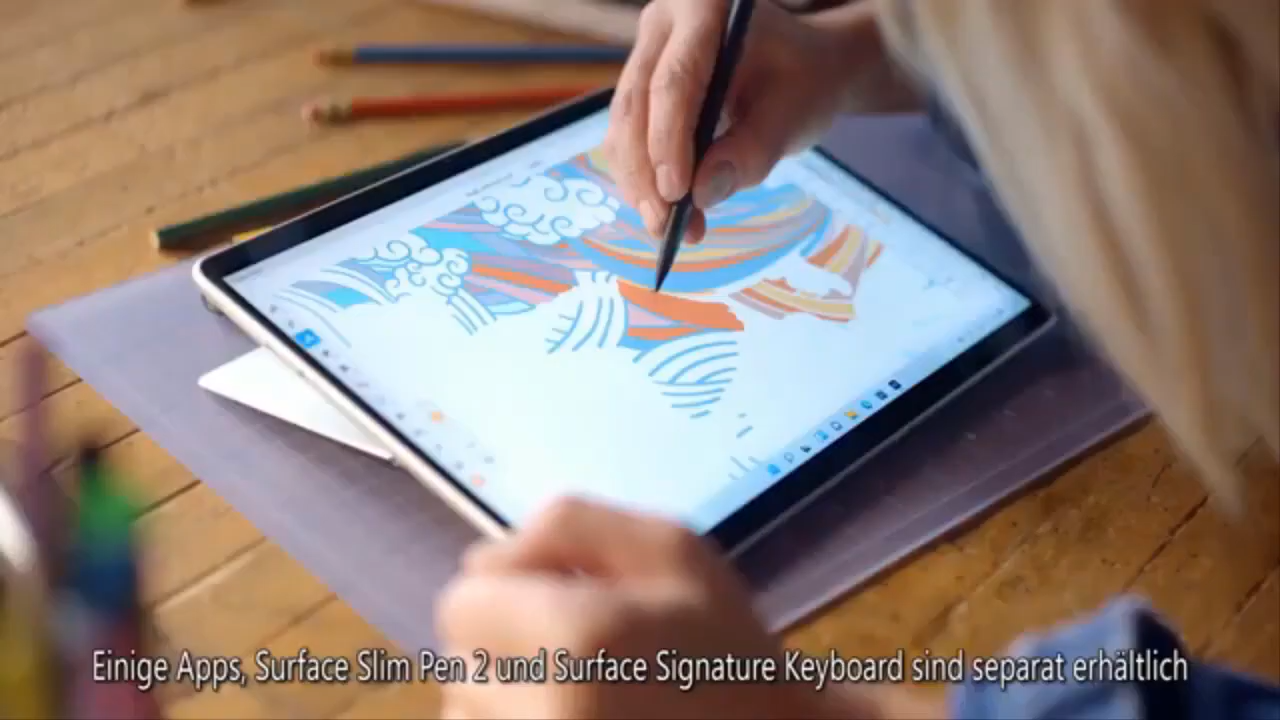 Einige Apps, Surface Slim Pen 2 und Surface Signature Keyboard sind separat erhältlich